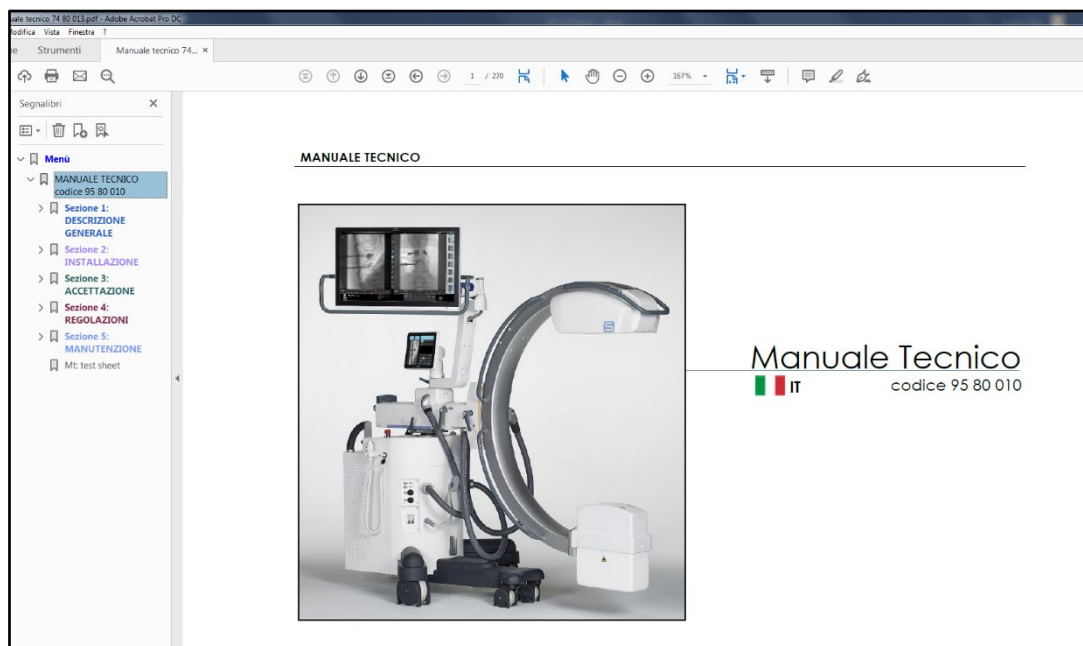 uale tecnico 74 80 013.pdf - Adobe Acrobat Pro DC
Modifica Vista Finestra ?
e Strumenti Manuale tecnico 74... ×
1 / 270 167%
Segnalibri ×
Menù
MANUALE TECNICO
codice 95 80 010
Sezione 1:
DESCRIZIONE
GENERALE
Sezione 2:
INSTALLAZIONE
Sezione 3:
ACCETTAZIONE
Sezione 4:
REGOLAZIONI
Sezione 5:
MANUTENZIONE
Mt: test sheet
MANUALE TECNICO
Manuale Tecnico
IT codice 95 80 010